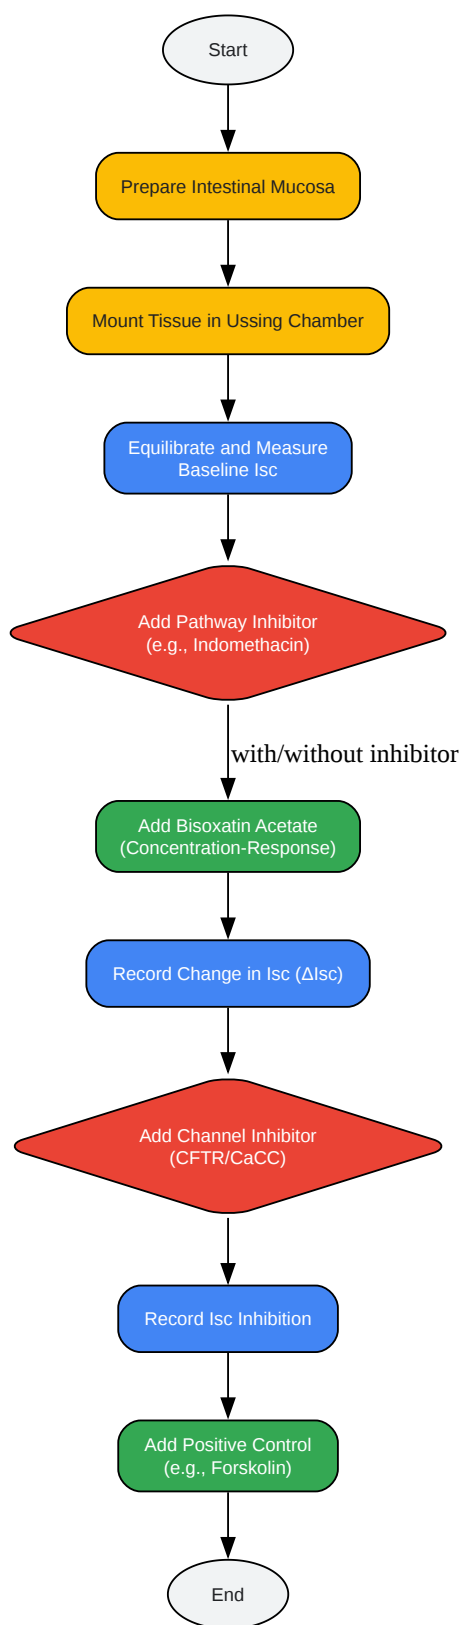 Start
Prepare Intestinal Mucosa
Mount Tissue in Ussing Chamber
Equilibrate and Measure
Baseline Isc
Add Pathway Inhibitor
(e.g., Indomethacin)
with/without inhibitor
Add Bisoxatin Acetate
(Concentration-Response)
Record Change in Isc (ΔIsc)
Add Channel Inhibitor
(CFTR/CaCC)
Record Isc Inhibition
Add Positive Control
(e.g., Forskolin)
End